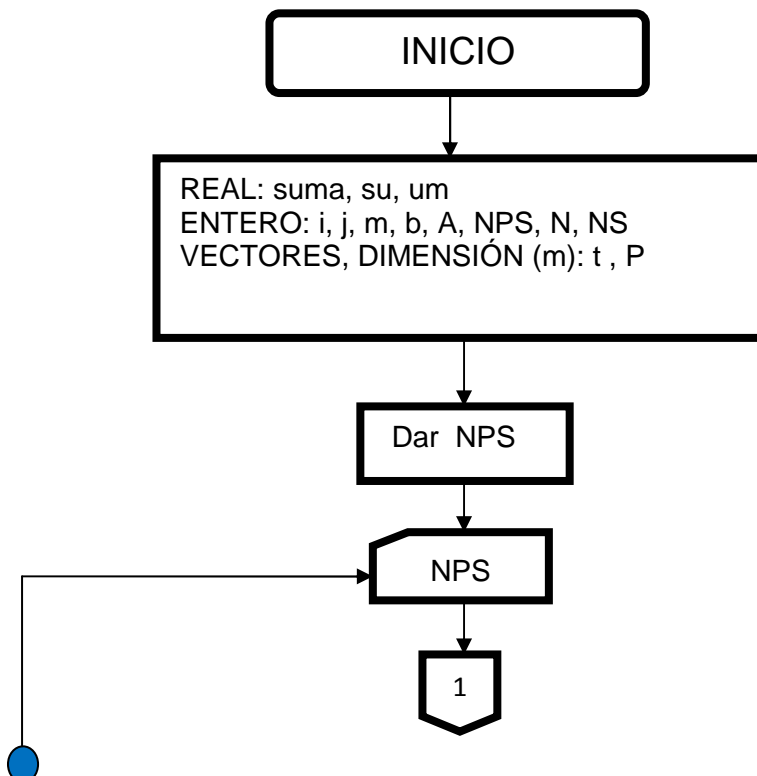 INICIO
REAL: suma, su, um
ENTERO: i, j, m, b, A, NPS, N, NS
VECTORES, DIMENSIÓN (m): t , P
Dar NPS
NPS
1